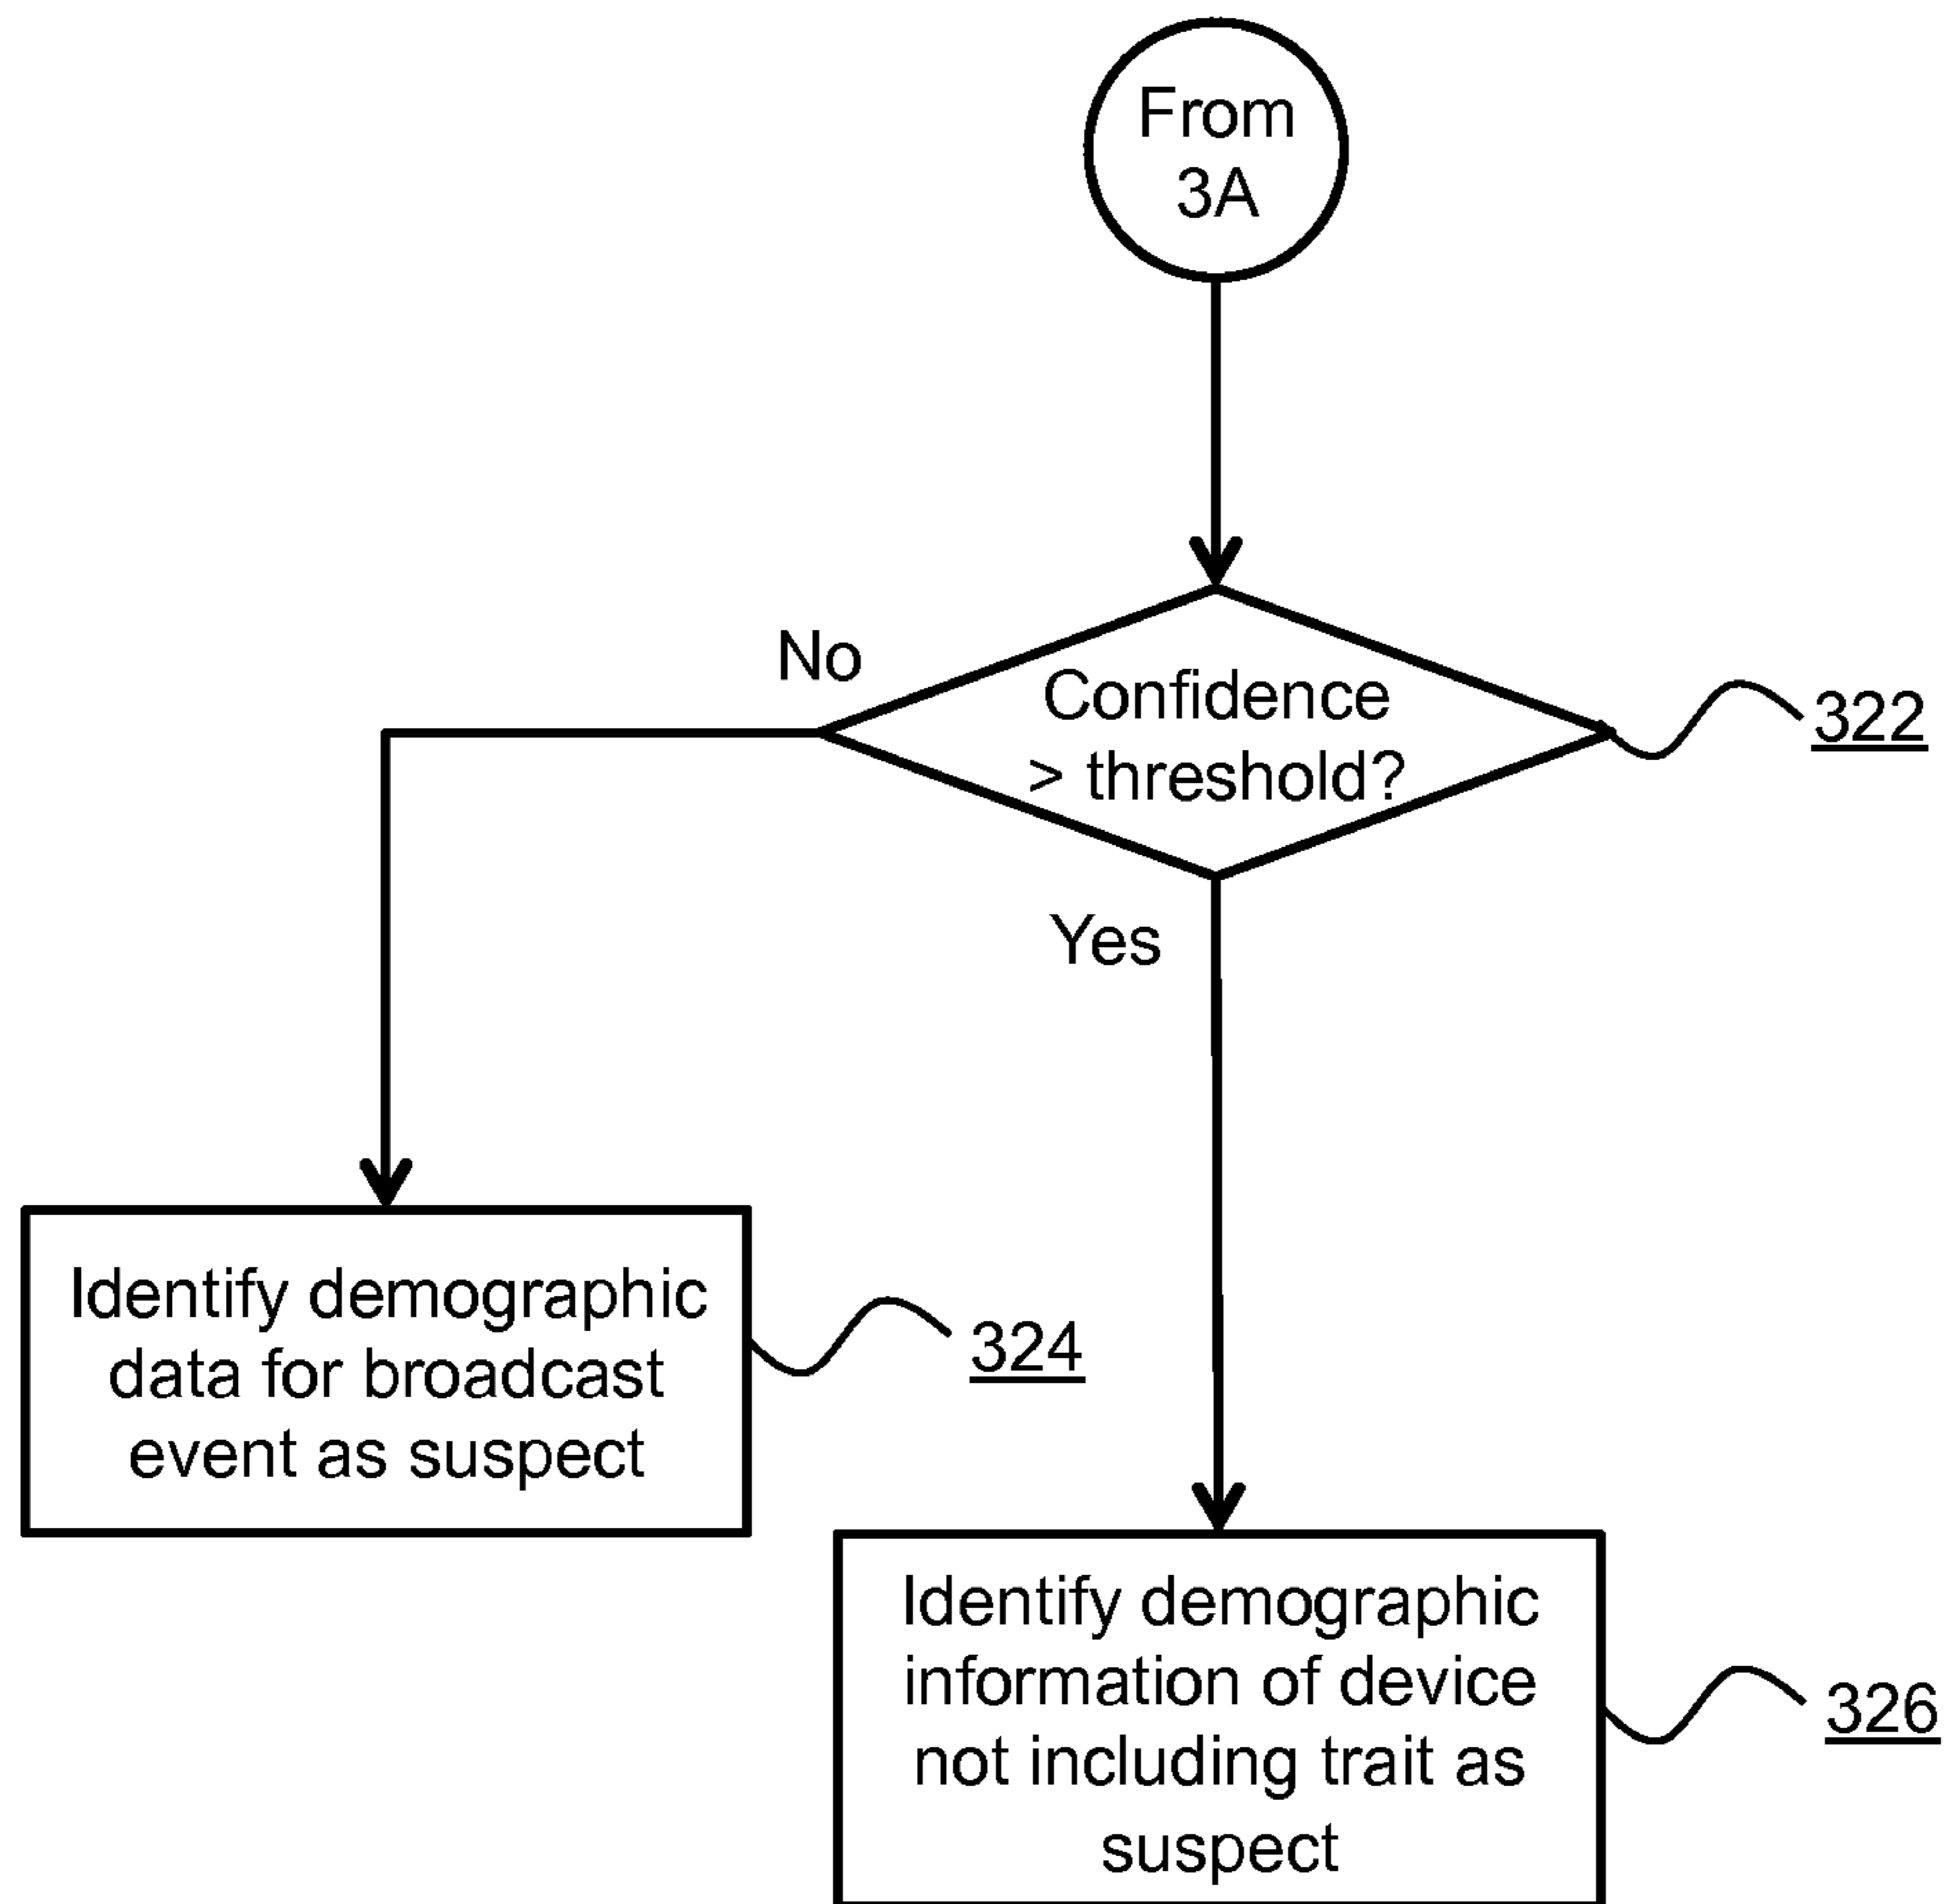 From
3A
No
Confidence
> threshold?
322
Yes
Identify demographic
data for broadcast
event as suspect
324
Identify demographic
information of device
not including trait as
suspect
326